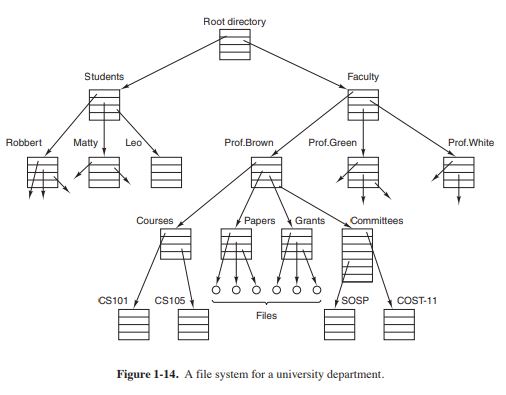 Root directory
Students
Faculty
Robbert
Matty
Leo
Prof.Brown
Prof.Green
Prof.White
Courses
Papers
Grants
Committees
CS101
CS105
Files
SOSP
COST-11
Figure 1-14. A file system for a university department.